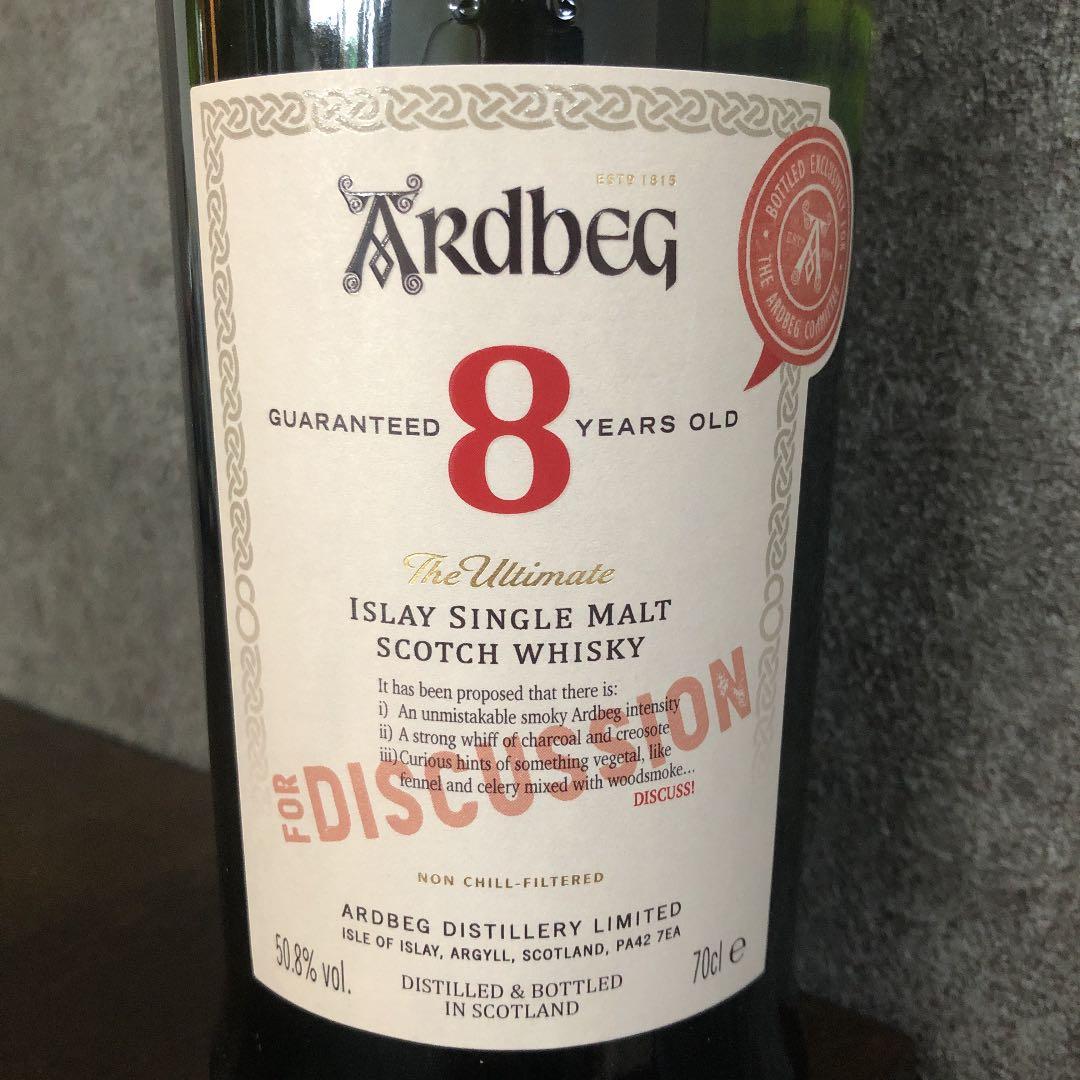 ESTD 1815
ARDBEG
BOTTLED EXCLUSIVELY FOR
THE ARDBEG COMMITTEE
A
GUARANTEED 8 YEARS OLD
The Ultimate
ISLAY SINGLE MALT
SCOTCH WHISKY
It has been proposed that there is:
i) An unmistakable smoky Ardbeg intensity
ii) A strong whiff of charcoal and creosote
iii) Curious hints of something vegetal, like
fennel and celery mixed with woodsmoke...
DISCUSS!
FOR DISCUSSION
NON CHILL-FILTERED
ARDBEG DISTILLERY LIMITED
ISLE OF ISLAY, ARGYLL, SCOTLAND, PA42 7EA
50.8% vol.
DISTILLED & BOTTLED
IN SCOTLAND
70cl e